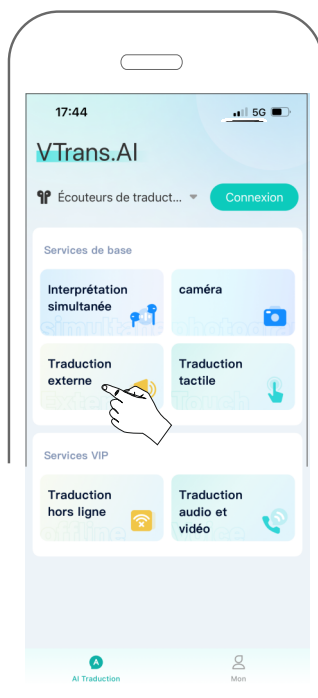 17:44
5G
VTrans.AI
Écouteurs de traduct...
Connexion
Services de base
Interprétation
simultanée
caméra
Traduction
externe
Traduction
tactile
Services VIP
Traduction
hors ligne
Traduction
audio et
vidéo
AI Traduction
Mon